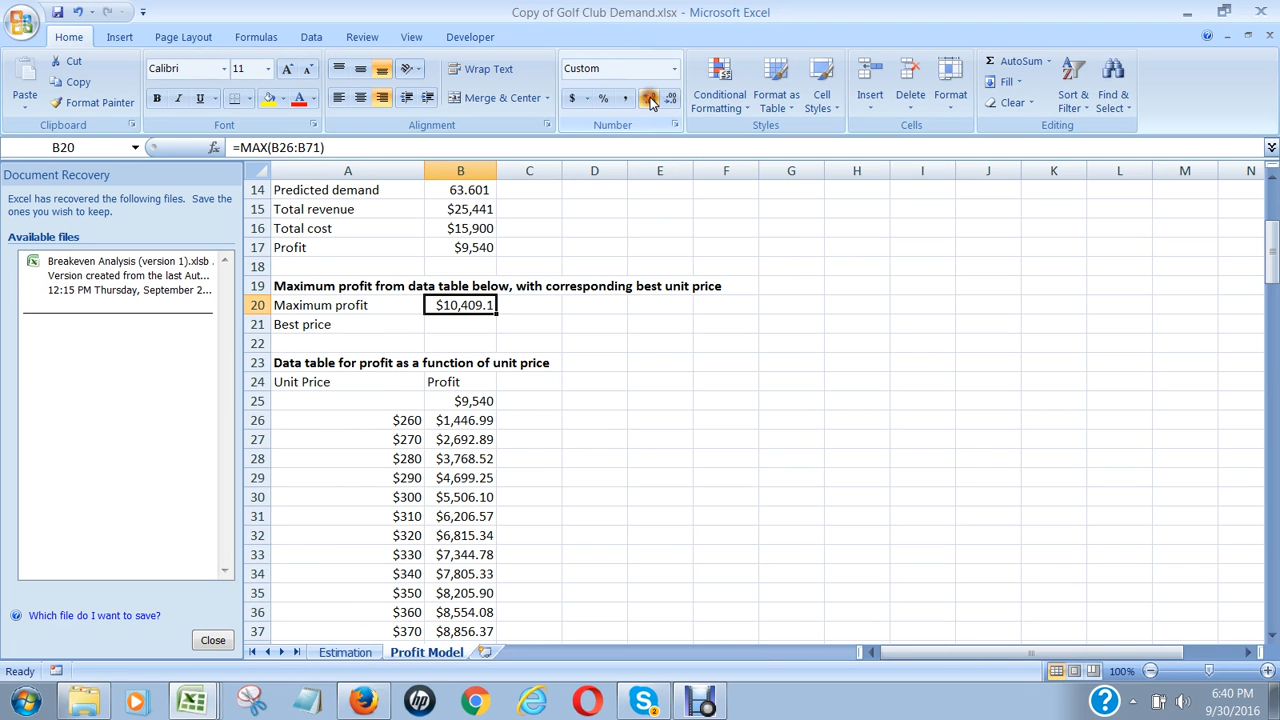 Copy of Golf Club Demand.xlsx - Microsoft Excel
Home Insert Page Layout Formulas Data Review View Developer
Cut
Copy
Format Painter
Paste
Clipboard
Calibri 11
B I U A
Font
Wrap Text
Merge & Center
Alignment
Custom
$ % ,
Number
Conditional Formatting
Format as Table
Cell Styles
Styles
Insert Delete Format
Cells
AutoSum
Fill
Clear
Sort & Filter
Find & Select
Editing
B20 fx =MAX(B26:B71)
Document Recovery
Excel has recovered the following files. Save the
ones you wish to keep.
Available files
Breakeven Analysis (version 1).xlsb .
Version created from the last Aut...
12:15 PM Thursday, September 2...
Which file do I want to save?
Close
A B C D E F G H I J K L M N
14 Predicted demand 63.601
15 Total revenue $25,441
16 Total cost $15,900
17 Profit $9,540
18
19 Maximum profit from data table below, with corresponding best unit price
20 Maximum profit $10,409.1
21 Best price
22
23 Data table for profit as a function of unit price
24 Unit Price Profit
25 $9,540
26 $260 $1,446.99
27 $270 $2,692.89
28 $280 $3,768.52
29 $290 $4,699.25
30 $300 $5,506.10
31 $310 $6,206.57
32 $320 $6,815.34
33 $330 $7,344.78
34 $340 $7,805.33
35 $350 $8,205.90
36 $360 $8,554.08
37 $370 $8,856.37
Estimation Profit Model
Ready 100%
hp
S 2
6:40 PM
9/30/2016